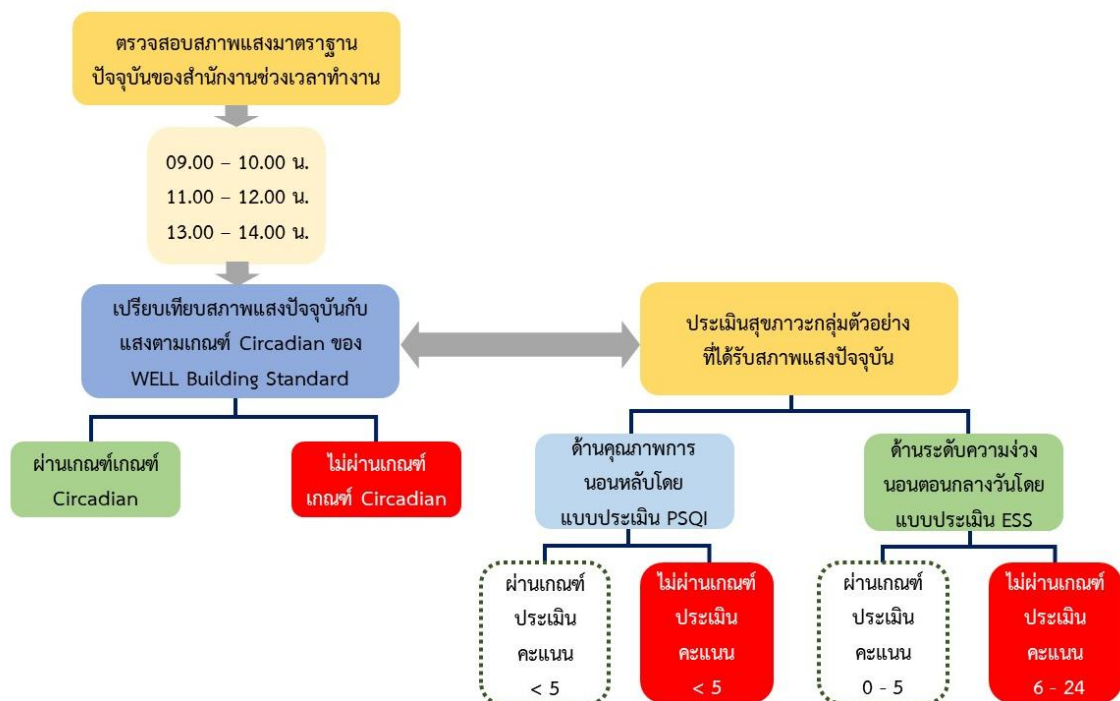 ตรวจสอบสภาพแสงมาตราฐาน
ปัจจุบันของสำนักงานช่วงเวลาทำงาน
09.00 – 10.00 น.
11.00 – 12.00 น.
13.00 – 14.00 น.
เปรียบเทียบสภาพแสงปัจจุบันกับ
แสงตามเกณฑ์ Circadian ของ
WELL Building Standard
ประเมินสุขภาวะกลุ่มตัวอย่าง
ที่ได้รับสภาพแสงปัจจุบัน
ผ่านเกณฑ์เกณฑ์
Circadian
ไม่ผ่านเกณฑ์
เกณฑ์ Circadian
ด้านคุณภาพการ
นอนหลับโดย
แบบประเมิน PSQI
ด้านระดับความง่วง
นอนตอนกลางวันโดย
แบบประเมิน ESS
ผ่านเกณฑ์
ประเมิน
คะแนน
< 5
ไม่ผ่านเกณฑ์
ประเมิน
คะแนน
< 5
ผ่านเกณฑ์
ประเมิน
คะแนน
0 - 5
ไม่ผ่านเกณฑ์
ประเมิน
คะแนน
6 - 24